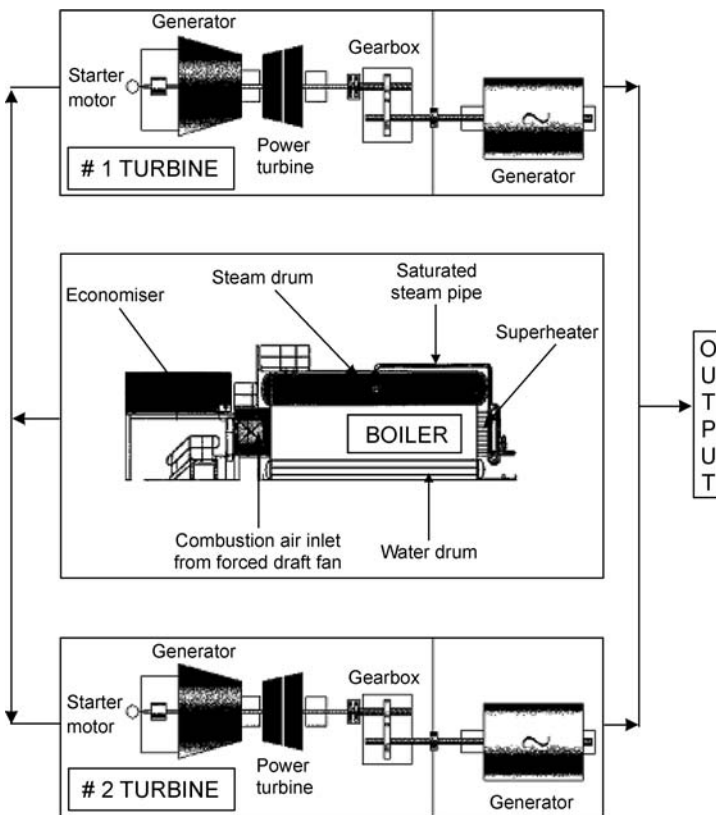 Generator
Gearbox
Starter
motor
Power
turbine
# 1 TURBINE
Generator
Economiser
Steam drum
Saturated
steam pipe
Superheater
BOILER
Combustion air inlet
from forced draft fan
Water drum
O
U
T
P
U
T
Generator
Gearbox
Starter
motor
Power
turbine
# 2 TURBINE
Generator